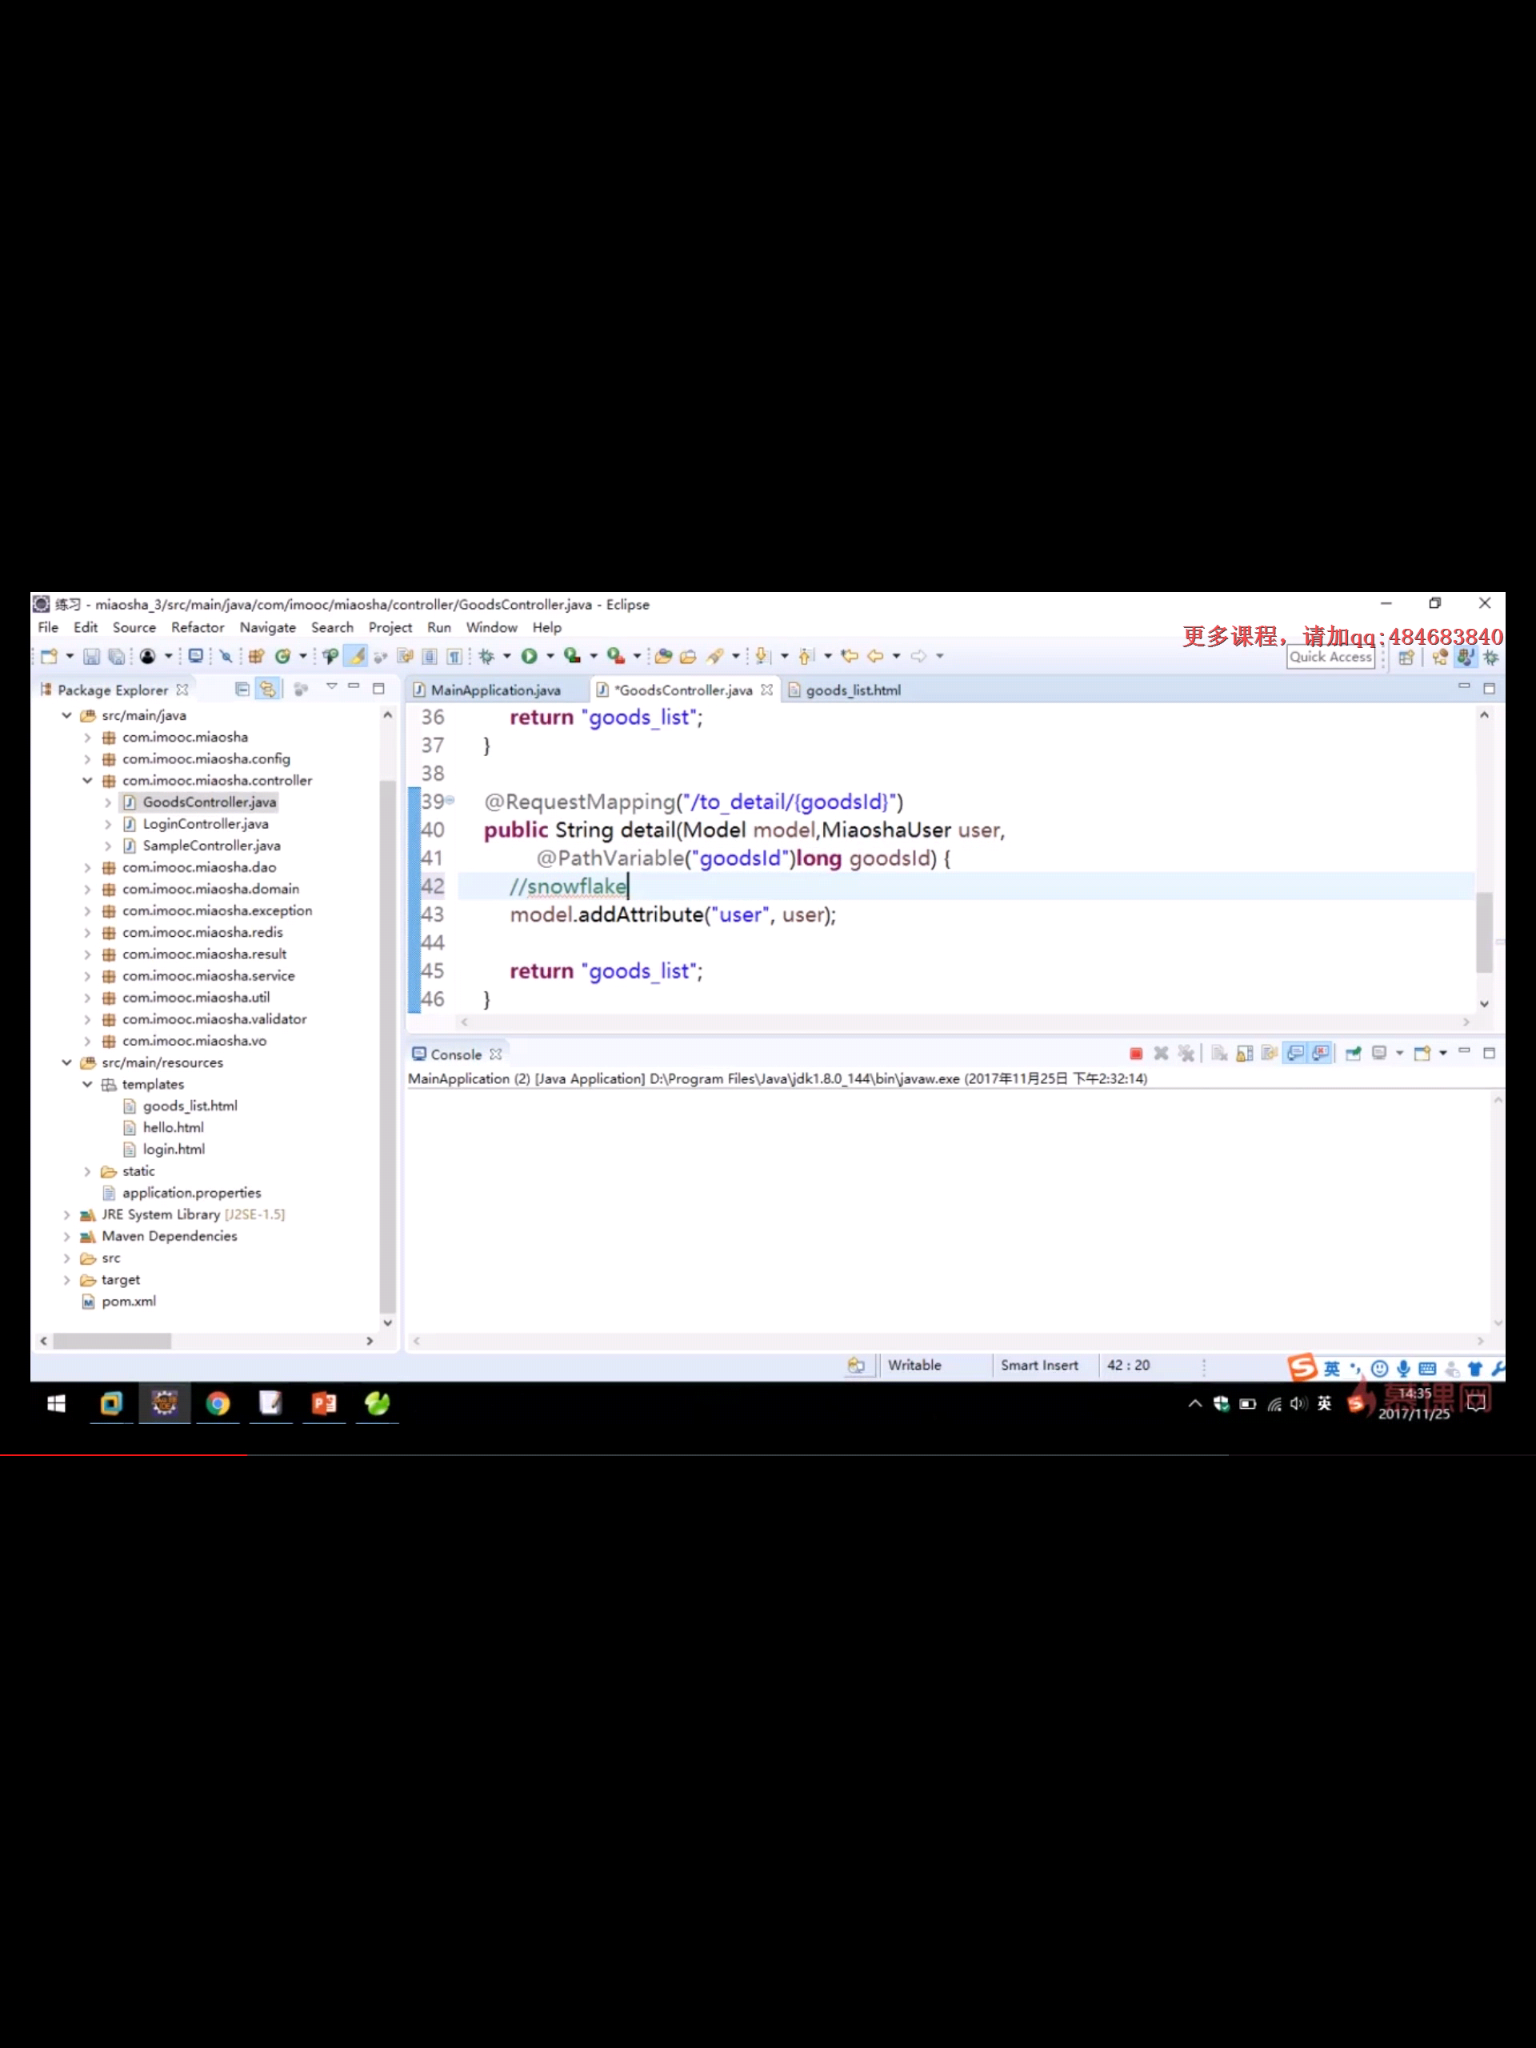 练习 - miaosha_3/src/main/java/com/imooc/miaosha/controller/GoodsController.java - Eclipse
File Edit Source Refactor Navigate Search Project Run Window Help
更多课程，请加qq:484683840
Quick Access
Package Explorer
MainApplication.java *GoodsController.java goods_list.html
src/main/java
com.imooc.miaosha
com.imooc.miaosha.config
com.imooc.miaosha.controller
GoodsController.java
LoginController.java
SampleController.java
com.imooc.miaosha.dao
com.imooc.miaosha.domain
com.imooc.miaosha.exception
com.imooc.miaosha.redis
com.imooc.miaosha.result
com.imooc.miaosha.service
com.imooc.miaosha.util
com.imooc.miaosha.validator
com.imooc.miaosha.vo
src/main/resources
templates
goods_list.html
hello.html
login.html
static
application.properties
JRE System Library [J2SE-1.5]
Maven Dependencies
src
target
pom.xml
36 return "goods_list";
37 }
38
39 @RequestMapping("/to_detail/{goodsId}")
40 public String detail(Model model,MiaoshaUser user,
41 @PathVariable("goodsId")long goodsId) {
42 //snowflake
43 model.addAttribute("user", user);
44
45 return "goods_list";
46 }
Console
MainApplication (2) [Java Application] D:\Program Files\Java\jdk1.8.0_144\bin\javaw.exe (2017年11月25日 下午2:32:14)
Writable Smart Insert 42 : 20
英
英
慕课网
14:35
2017/11/25